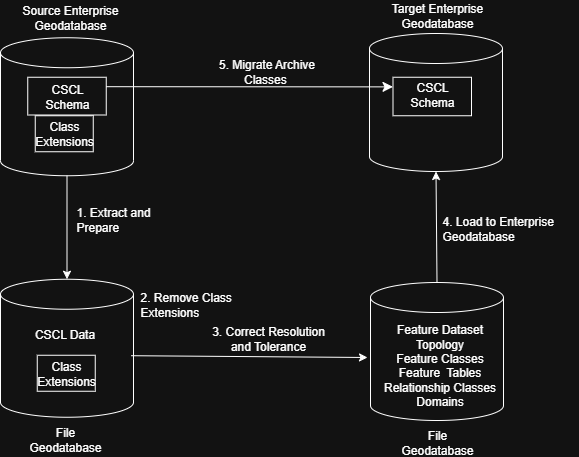 Source Enterprise
Geodatabase
Target Enterprise
Geodatabase
CSCL
Schema
Class
Extensions
5. Migrate Archive
Classes
CSCL
Schema
1. Extract and
Prepare
4. Load to Enterprise
Geodatabase
2. Remove Class
Extensions
CSCL Data
Class
Extensions
3. Correct Resolution
and Tolerance
Feature Dataset
Topology
Feature Classes
Feature Tables
Relationship Classes
Domains
File
Geodatabase
File
Geodatabase